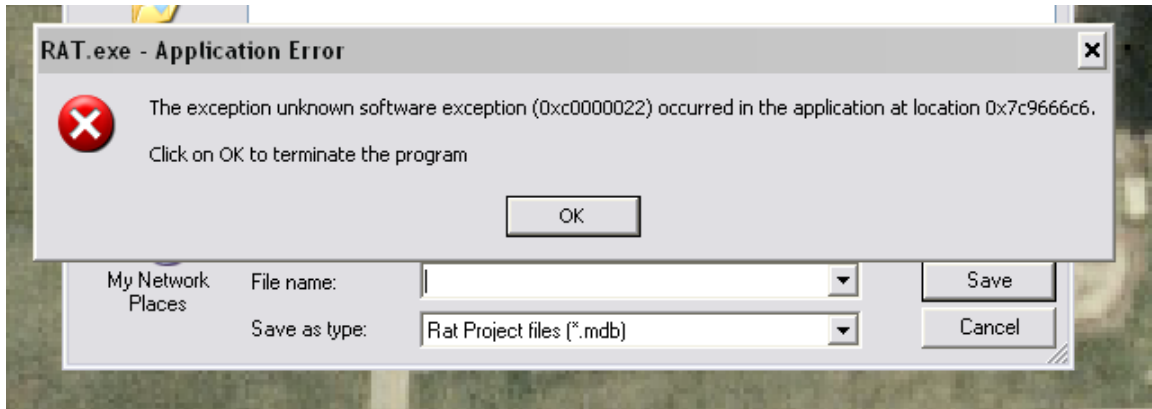 RAT.exe - Application Error
The exception unknown software exception (0xc0000022) occurred in the application at location 0x7c9666c6.
Click on OK to terminate the program
OK
My Network
Places
File name:
Save
Save as type:
Rat Project files (*.mdb)
Cancel